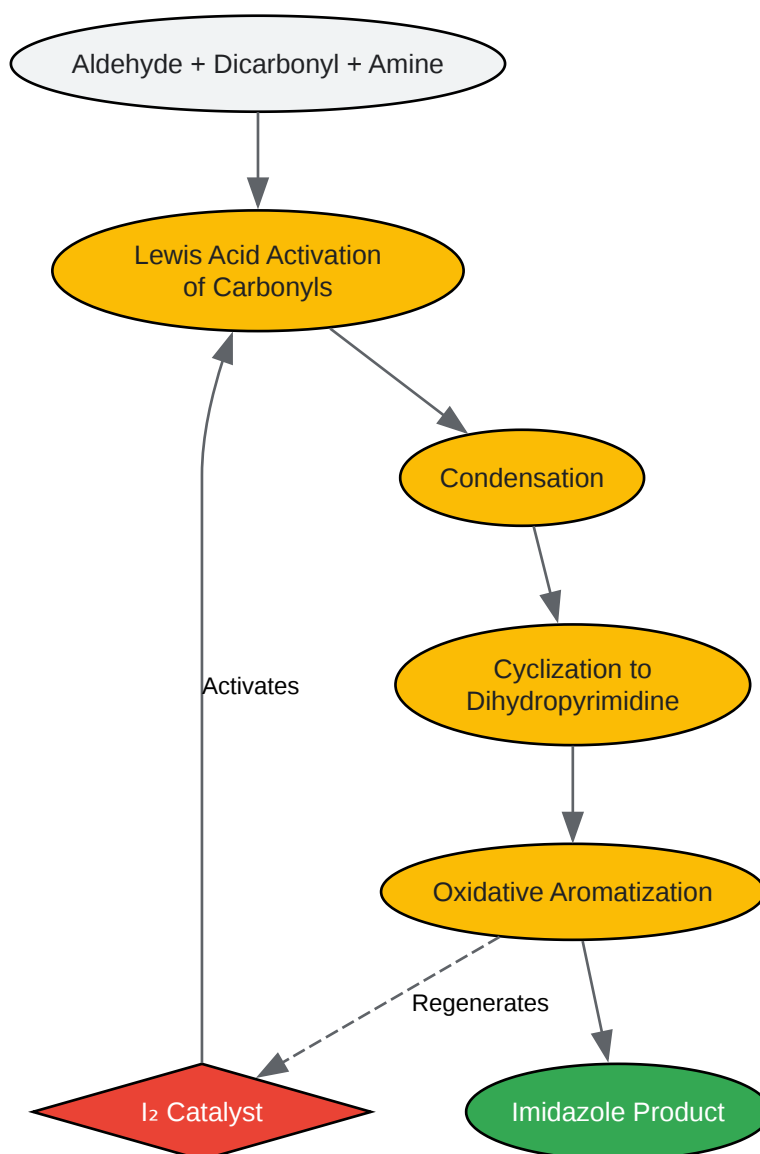 Aldehyde + Dicarbonyl + Amine
Lewis Acid Activation
of Carbonyls
Condensation
Cyclization to
Dihydropyrimidine
Activates
Oxidative Aromatization
Regenerates
I₂ Catalyst
Imidazole Product